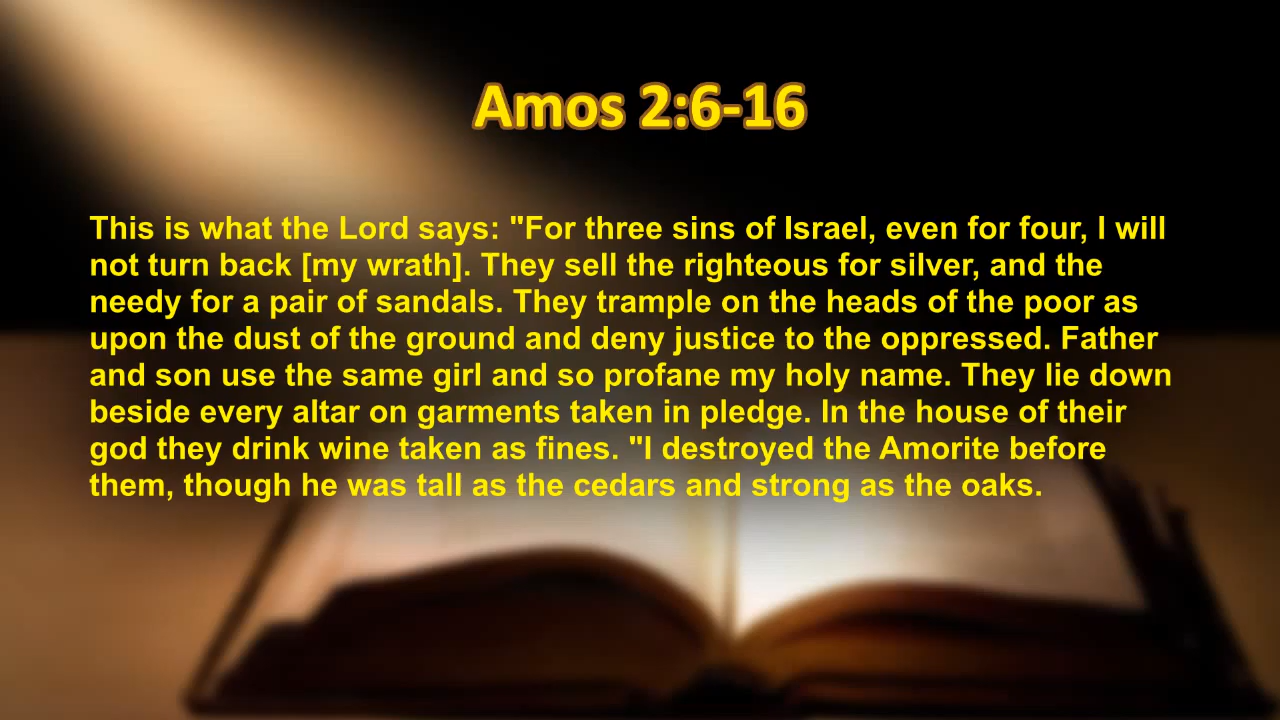 Amos 2:6-16
This is what the Lord says: "For three sins of Israel, even for four, I will
not turn back [my wrath]. They sell the righteous for silver, and the
needy for a pair of sandals. They trample on the heads of the poor as
upon the dust of the ground and deny justice to the oppressed. Father
and son use the same girl and so profane my holy name. They lie down
beside every altar on garments taken in pledge. In the house of their
god they drink wine taken as fines. "I destroyed the Amorite before
them, though he was tall as the cedars and strong as the oaks.